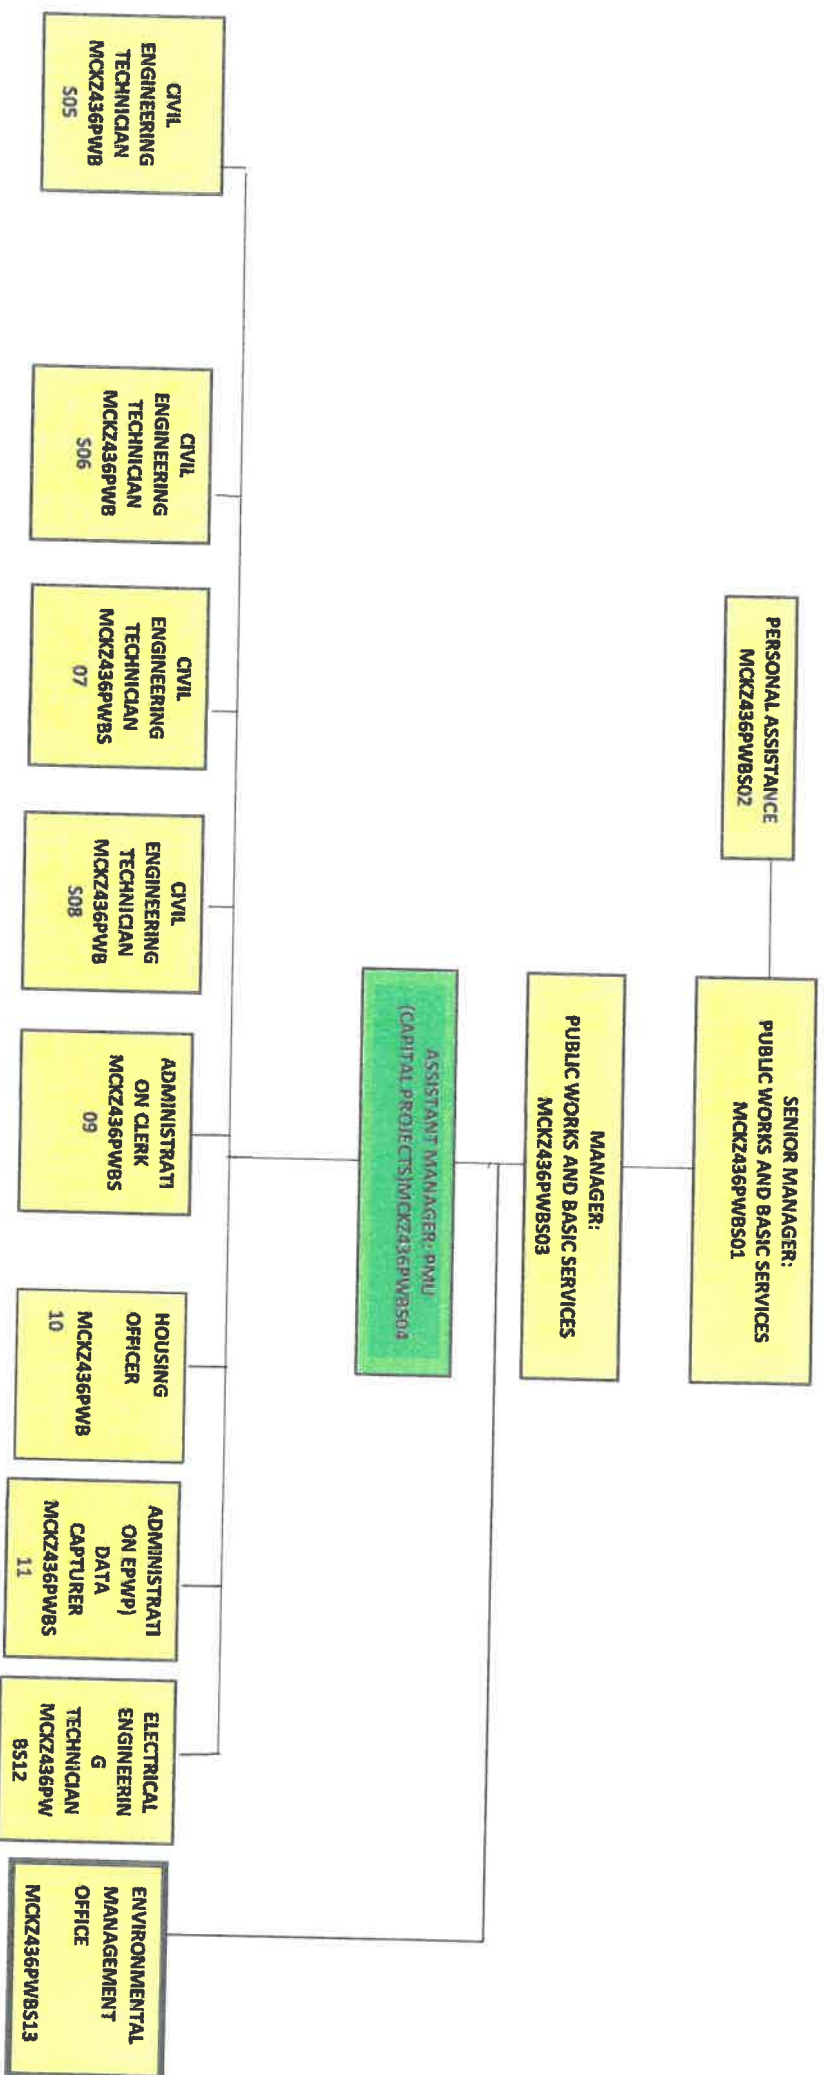 SENIOR MANAGER:
PUBLIC WORKS AND BASIC SERVICES
MCKZ436PWBS01
PERSONAL ASSISTANCE
MCKZ436PWBS02
MANAGER:
PUBLIC WORKS AND BASIC SERVICES
MCKZ436PWBS03
ASSISTANT MANAGER: PMU
(CAPITAL PROJECTS)MCKZ436PWBS04
CIVIL
ENGINEERING
TECHNICIAN
MCKZ436PWB
S05
CIVIL
ENGINEERING
TECHNICIAN
MCKZ436PWB
S06
CIVIL
ENGINEERING
TECHNICIAN
MCKZ436PWBS
07
CIVIL
ENGINEERING
TECHNICIAN
MCKZ436PWB
S08
ADMINISTRATI
ON CLERK
MCKZ436PWBS
09
HOUSING
OFFICER
MCKZ436PWB
10
ADMINISTRATI
ON EPWP)
DATA
CAPTURER
MCKZ436PWBS
11
ELECTRICAL
ENGINEERIN
G
TECHNICIAN
MCKZ436PW
BS12
ENVIRONMENTAL
MANAGEMENT
OFFICE
MCKZ436PWBS13